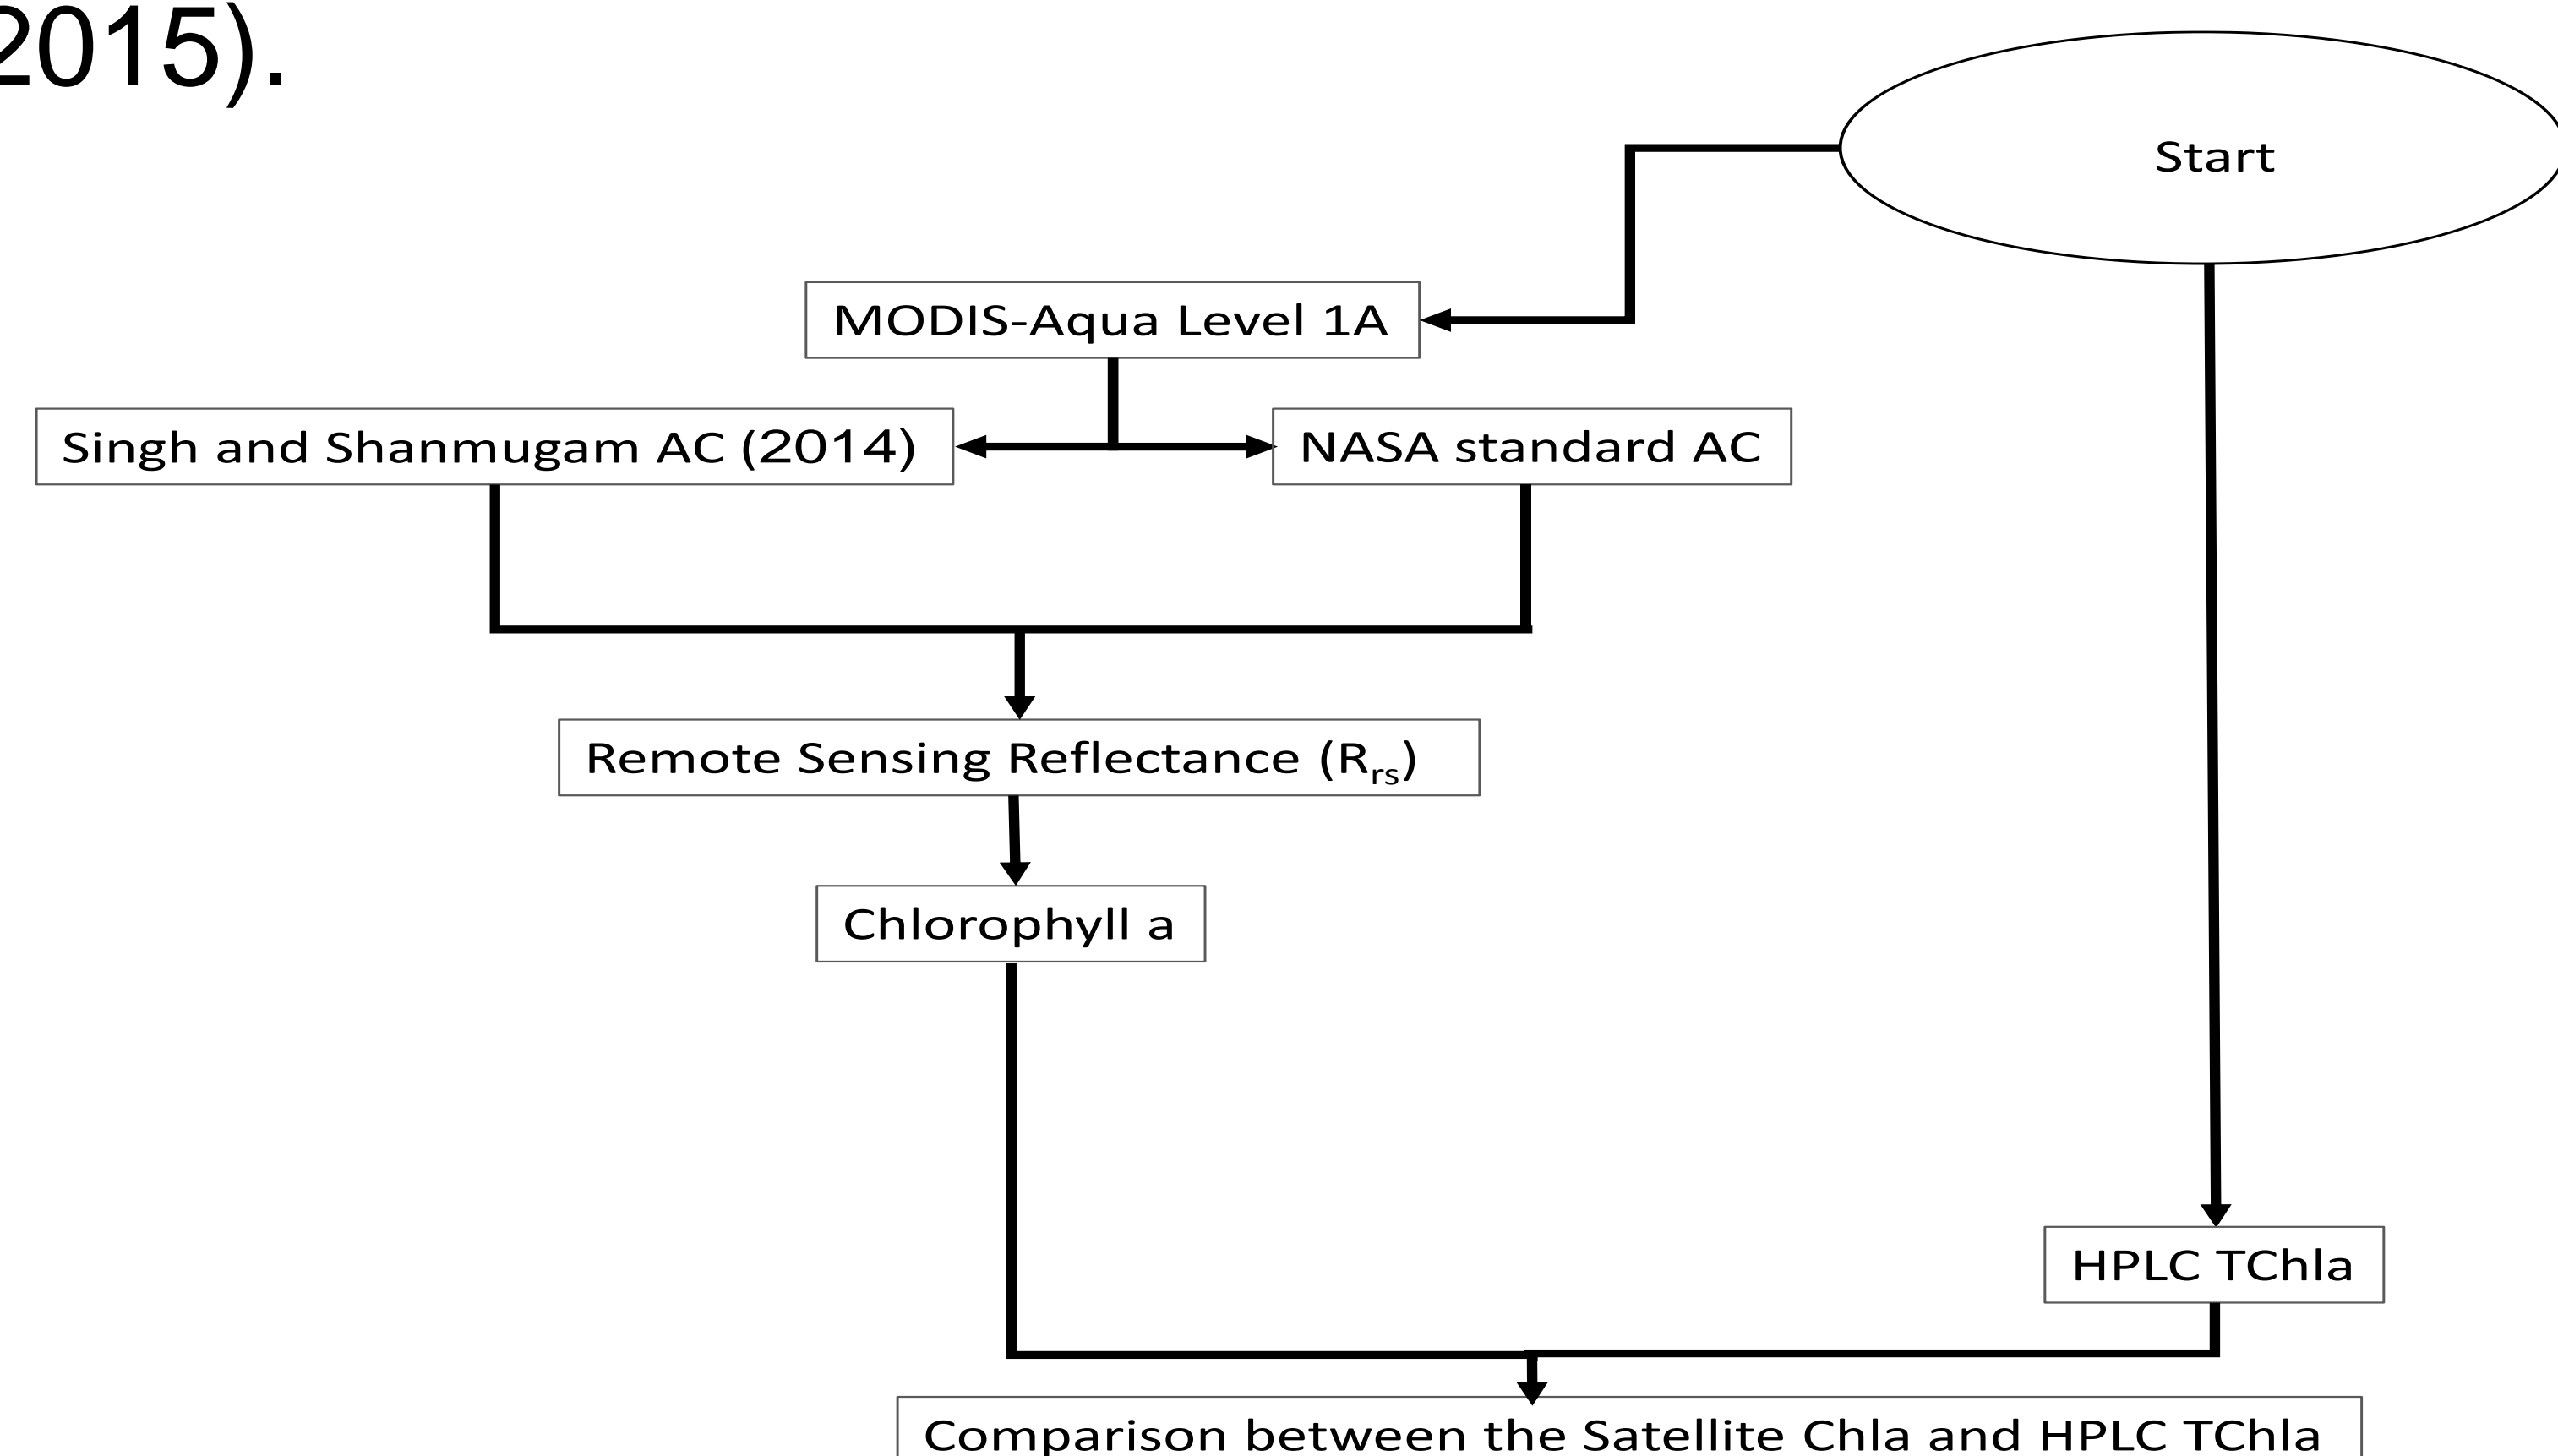 2015).
Start
MODIS-Aqua Level 1A
Singh and Shanmugam AC (2014)
NASA standard AC
Remote Sensing Reflectance (Rrs)
Chlorophyll a
HPLC TChla
Comparison between the Satellite Chla and HPLC TChla